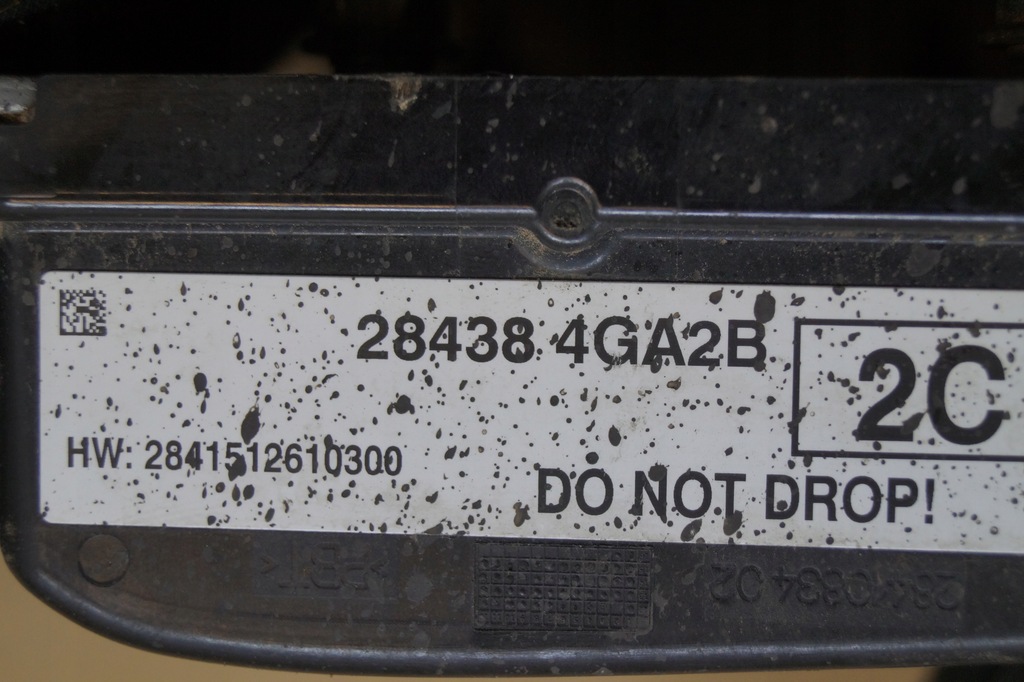 28438 4GA2B
2C
HW: 2841512610300
DO NOT DROP!